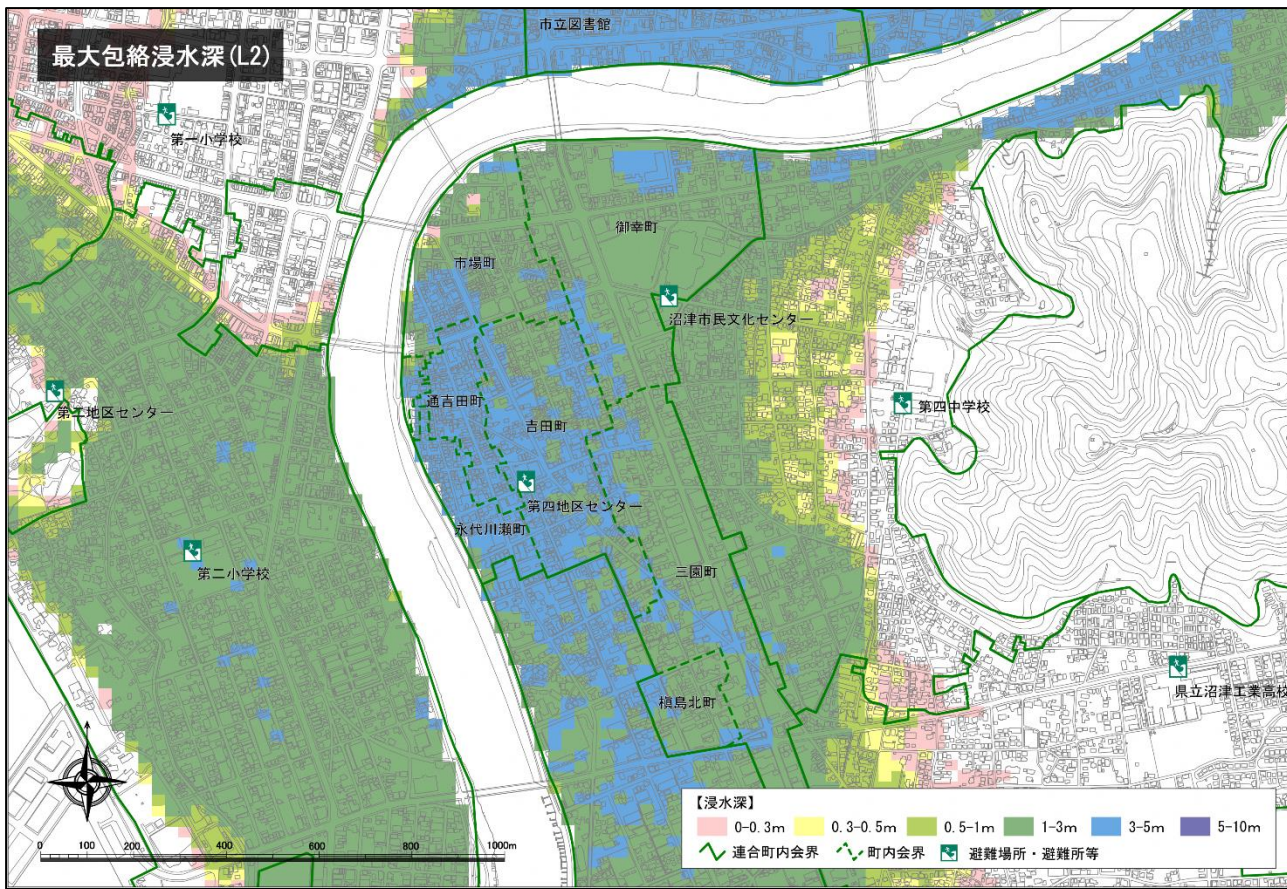 最大包絡浸水深(L2)
市立図書館
第一小学校
御幸町
市場町
沼津市民文化センター
通吉田町
吉田町
第二地区センター
第四中学校
第四地区センター
永代川瀬町
第二小学校
三園町
県立沼津工業高校
槇島北町
【浸水深】
0-0.3m 0.3-0.5m 0.5-1m 1-3m 3-5m 5-10m
連合町内会界 町内会界 避難場所・避難所等
0 100 200 400 600 800 1000m